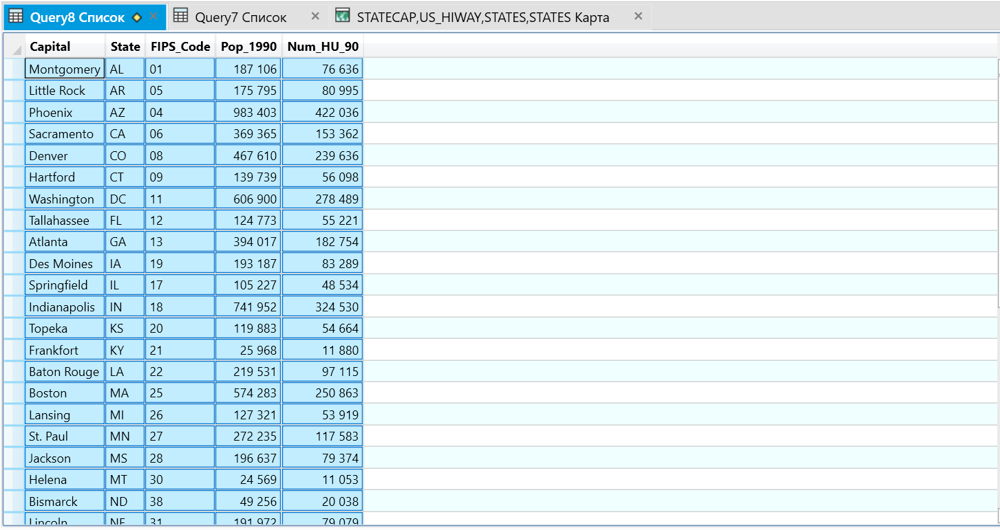 Query8 Список Query7 Список STATECAP,US_HIWAY,STATES,STATES Карта
Capital State FIPS_Code Pop_1990 Num_HU_90
Montgomery AL 01 187 106 76 636
Little Rock AR 05 175 795 80 995
Phoenix AZ 04 983 403 422 036
Sacramento CA 06 369 365 153 362
Denver CO 08 467 610 239 636
Hartford CT 09 139 739 56 098
Washington DC 11 606 900 278 489
Tallahassee FL 12 124 773 55 221
Atlanta GA 13 394 017 182 754
Des Moines IA 19 193 187 83 289
Springfield IL 17 105 227 48 534
Indianapolis IN 18 741 952 324 530
Topeka KS 20 119 883 54 664
Frankfort KY 21 25 968 11 880
Baton Rouge LA 22 219 531 97 115
Boston MA 25 574 283 250 863
Lansing MI 26 127 321 53 919
St. Paul MN 27 272 235 117 583
Jackson MS 28 196 637 79 374
Helena MT 30 24 569 11 053
Bismarck ND 38 49 256 20 038
Lincoln NE 31 191 972 79 079